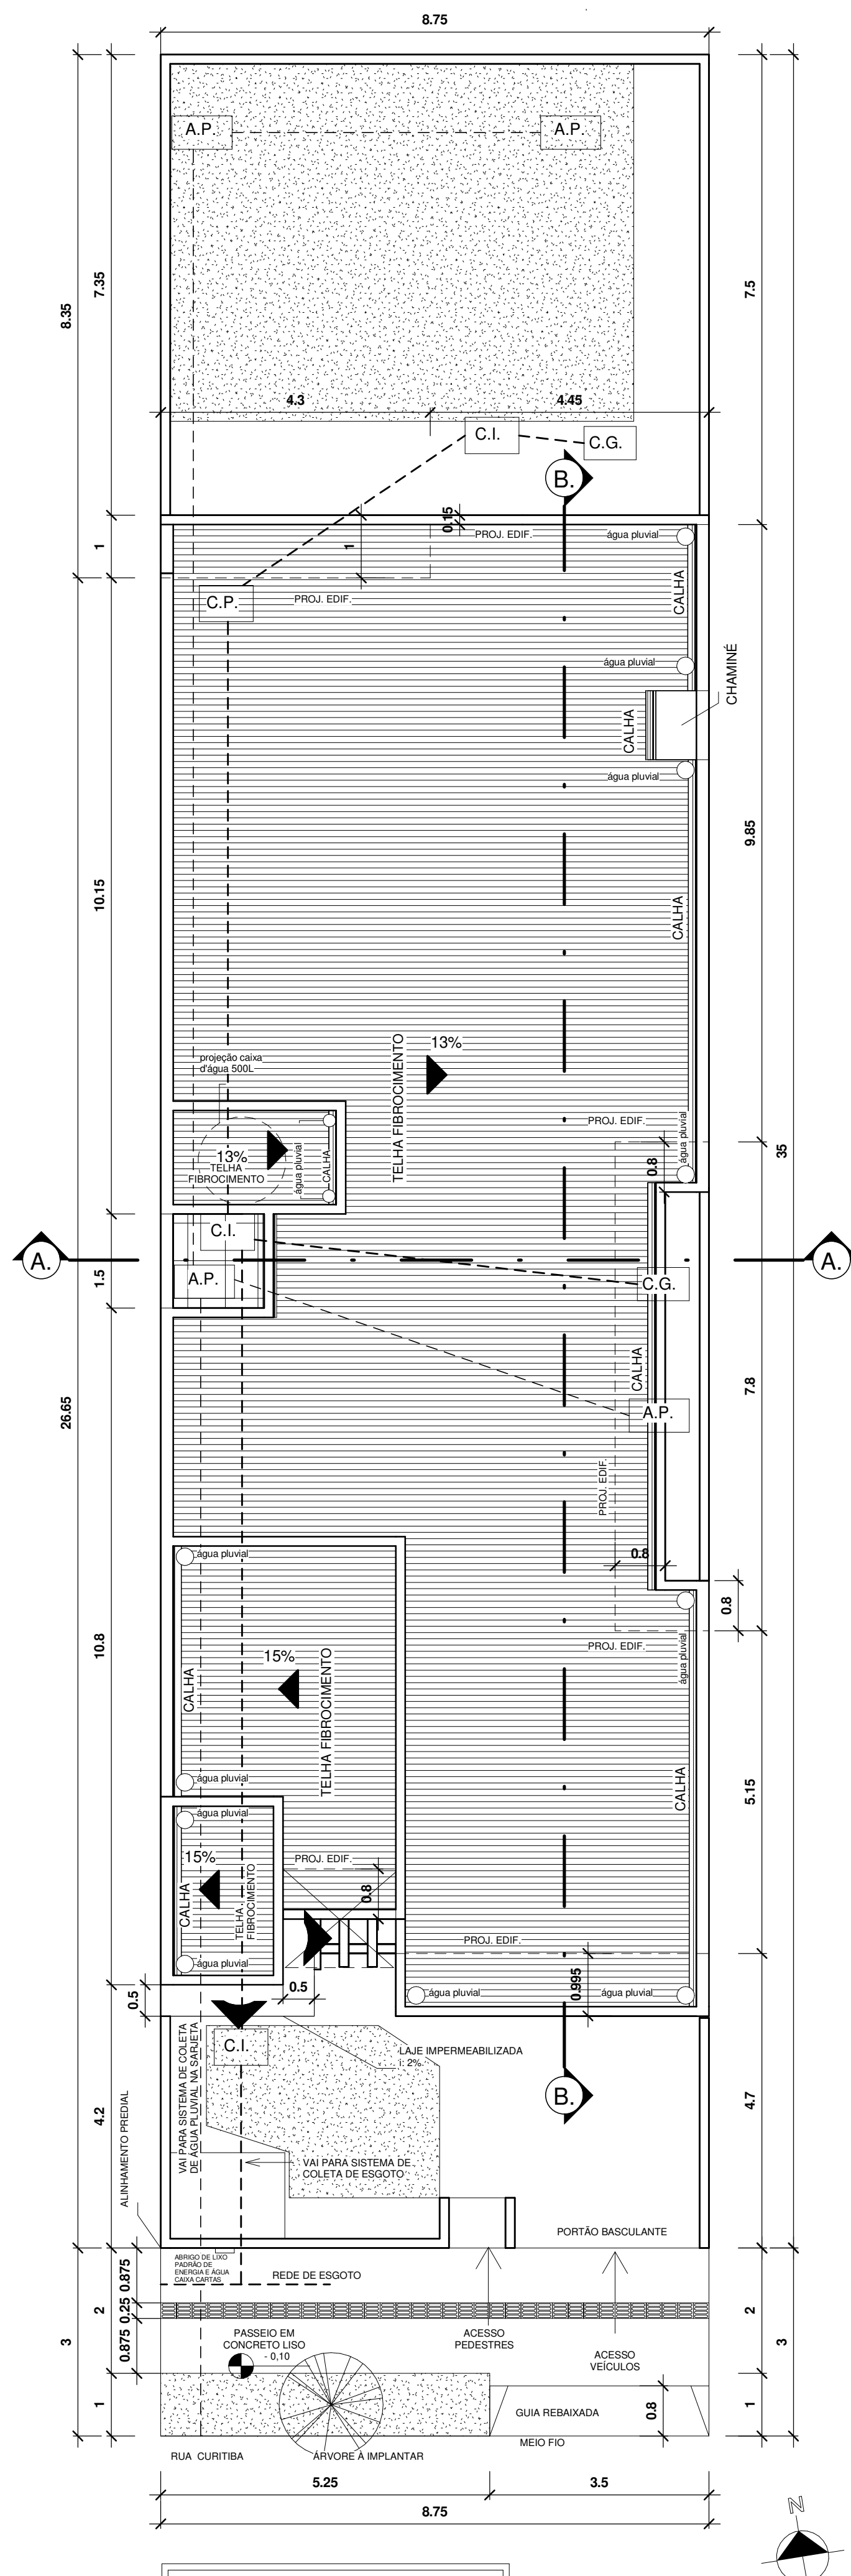 8.75
A.P.
A.P.
8.35
7.35
7.5
4.3
4.45
C.I.
C.G.
B.
0.15
1
1
PROJ. EDIF.
água pluvial
CALHA
C.P.
PROJ. EDIF.
água pluvial
CHAMINÉ
CALHA
água pluvial
9.85
10.15
CALHA
13%
TELHA FIBROCIMENTO
projeção caixa
d'água 500L
PROJ. EDIF.
água pluvial
0.8
35
13%
TELHA
FIBROCIMENTO
água pluvial
CALHA
C.I.
A.
A.
1.5
A.P.
C.G.
CALHA
7.8
A.P.
26.65
PROJ. EDIF.
água pluvial
0.8
0.8
10.8
PROJ. EDIF.
água pluvial
15%
TELHA FIBROCIMENTO
CALHA
água pluvial
CALHA
5.15
água pluvial
15%
PROJ. EDIF.
0.8
CALHA
TELHA
FIBROCIMENTO
PROJ. EDIF.
água pluvial
0.5
0.5
0.995
água pluvial
água pluvial
C.I.
LAJE IMPERMEABILIZADA
i: 2%
B.
VAI PARA SISTEMA DE COLETA
DE ÁGUA PLUVIAL NA SARJETA
4.2
4.7
ALINHAMENTO PREDIAL
VAI PARA SISTEMA DE
COLETA DE ESGOTO
PORTÃO BASCULANTE
ABRIGO DE LIXO
PADRÃO DE
ENERGIA E ÁGUA
CAIXA CARTAS
REDE DE ESGOTO
0.875
0.25
0.875
2
2
3
3
PASSEIO EM
CONCRETO LISO
- 0,10
ACESSO
PEDESTRES
ACESSO
VEÍCULOS
1
1
GUIA REBAIXADA
0.8
MEIO FIO
RUA CURITIBA
ÁRVORE À IMPLANTAR
5.25
3.5
8.75
N